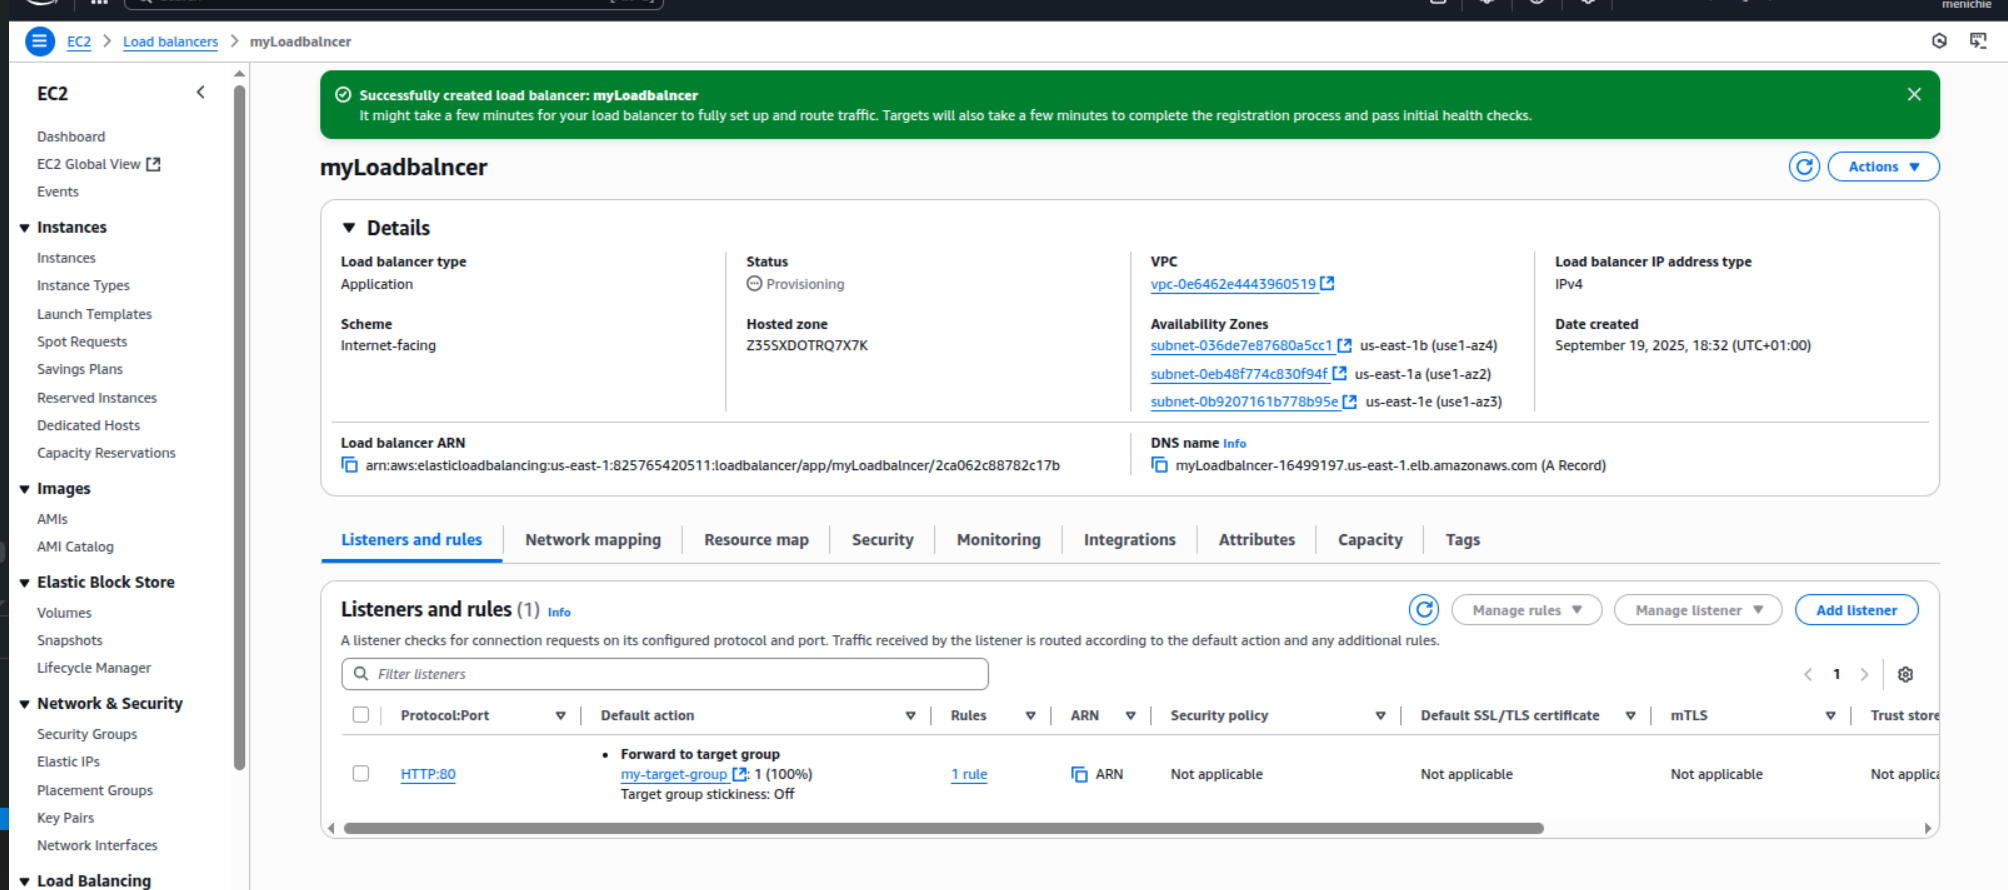 menichie
EC2 > Load balancers > myLoadbalncer
EC2
Dashboard
EC2 Global View
Events
Instances
Instances
Instance Types
Launch Templates
Spot Requests
Savings Plans
Reserved Instances
Dedicated Hosts
Capacity Reservations
Images
AMIs
AMI Catalog
Elastic Block Store
Volumes
Snapshots
Lifecycle Manager
Network & Security
Security Groups
Elastic IPs
Placement Groups
Key Pairs
Network Interfaces
Load Balancing
Successfully created load balancer: myLoadbalncer
It might take a few minutes for your load balancer to fully set up and route traffic. Targets will also take a few minutes to complete the registration process and pass initial health checks.
myLoadbalncer
Actions
Details
Load balancer type
Application
Status
Provisioning
VPC
vpc-0e6462e4443960519
Load balancer IP address type
IPv4
Scheme
Internet-facing
Hosted zone
Z35SXDOTRQ7X7K
Availability Zones
subnet-036de7e87680a5cc1 us-east-1b (use1-az4)
subnet-0eb48f774c830f94f us-east-1a (use1-az2)
subnet-0b9207161b778b95e us-east-1e (use1-az3)
Date created
September 19, 2025, 18:32 (UTC+01:00)
Load balancer ARN
arn:aws:elasticloadbalancing:us-east-1:825765420511:loadbalancer/app/myLoadbalncer/2ca062c88782c17b
DNS name Info
myLoadbalncer-16499197.us-east-1.elb.amazonaws.com (A Record)
Listeners and rules Network mapping Resource map Security Monitoring Integrations Attributes Capacity Tags
Listeners and rules (1) Info
Manage rules Manage listener Add listener
A listener checks for connection requests on its configured protocol and port. Traffic received by the listener is routed according to the default action and any additional rules.
Filter listeners
1
Protocol:Port Default action Rules ARN Security policy Default SSL/TLS certificate mTLS Trust store
HTTP:80
• Forward to target group
my-target-group : 1 (100%)
Target group stickiness: Off
1 rule
ARN
Not applicable
Not applicable
Not applicable
Not applica